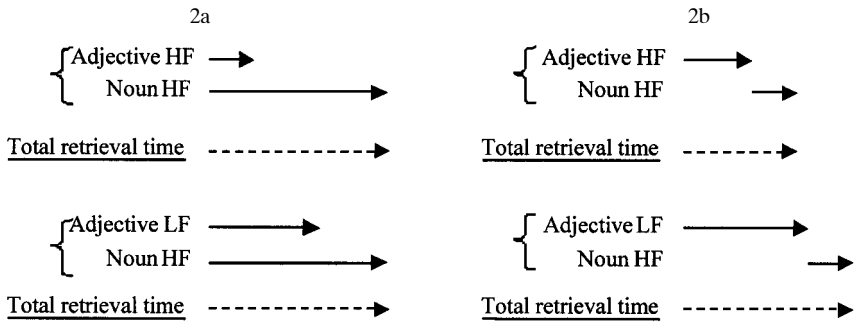 2a
Adjective HF
Noun HF
Total retrieval time
Adjective LF
Noun HF
Total retrieval time
2b
Adjective HF
Noun HF
Total retrieval time
Adjective LF
Noun HF
Total retrieval time